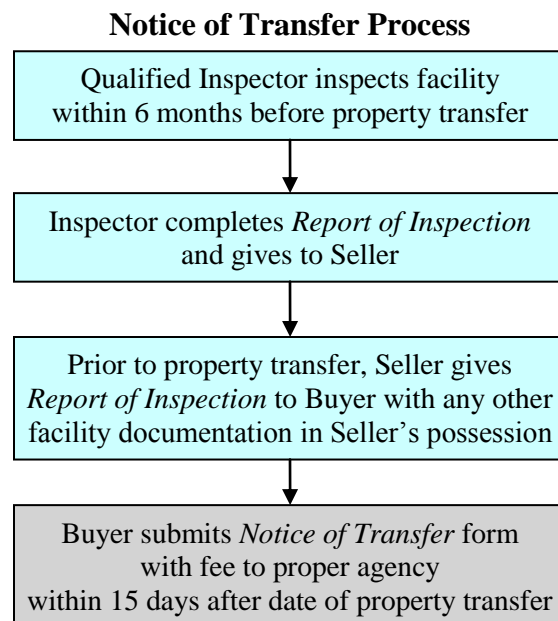 Notice of Transfer Process
Qualified Inspector inspects facility
within 6 months before property transfer
Inspector completes Report of Inspection
and gives to Seller
Prior to property transfer, Seller gives
Report of Inspection to Buyer with any other
facility documentation in Seller’s possession
Buyer submits Notice of Transfer form
with fee to proper agency
within 15 days after date of property transfer